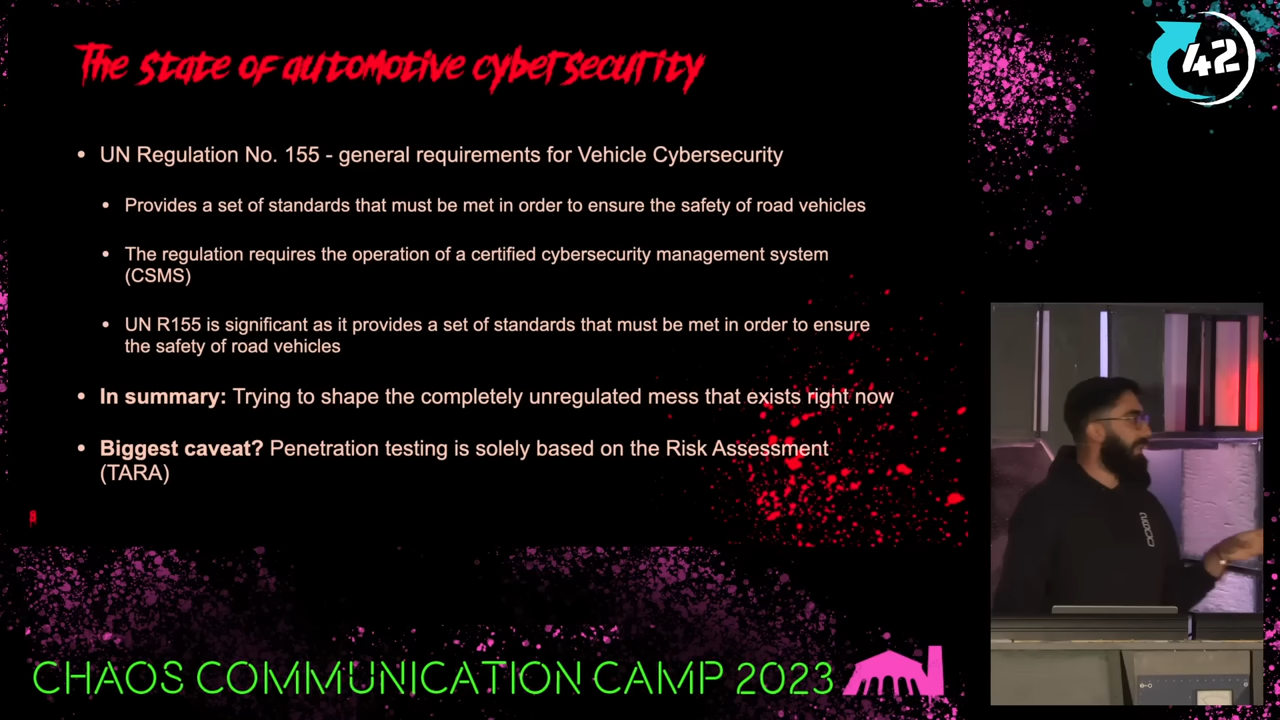 The state of automotive cybersecurity
42
• UN Regulation No. 155 - general requirements for Vehicle Cybersecurity
• Provides a set of standards that must be met in order to ensure the safety of road vehicles
• The regulation requires the operation of a certified cybersecurity management system
(CSMS)
• UN R155 is significant as it provides a set of standards that must be met in order to ensure
the safety of road vehicles
• In summary: Trying to shape the completely unregulated mess that exists right now
• Biggest caveat? Penetration testing is solely based on the Risk Assessment
(TARA)
CHAOS COMMUNICATION CAMP 2023